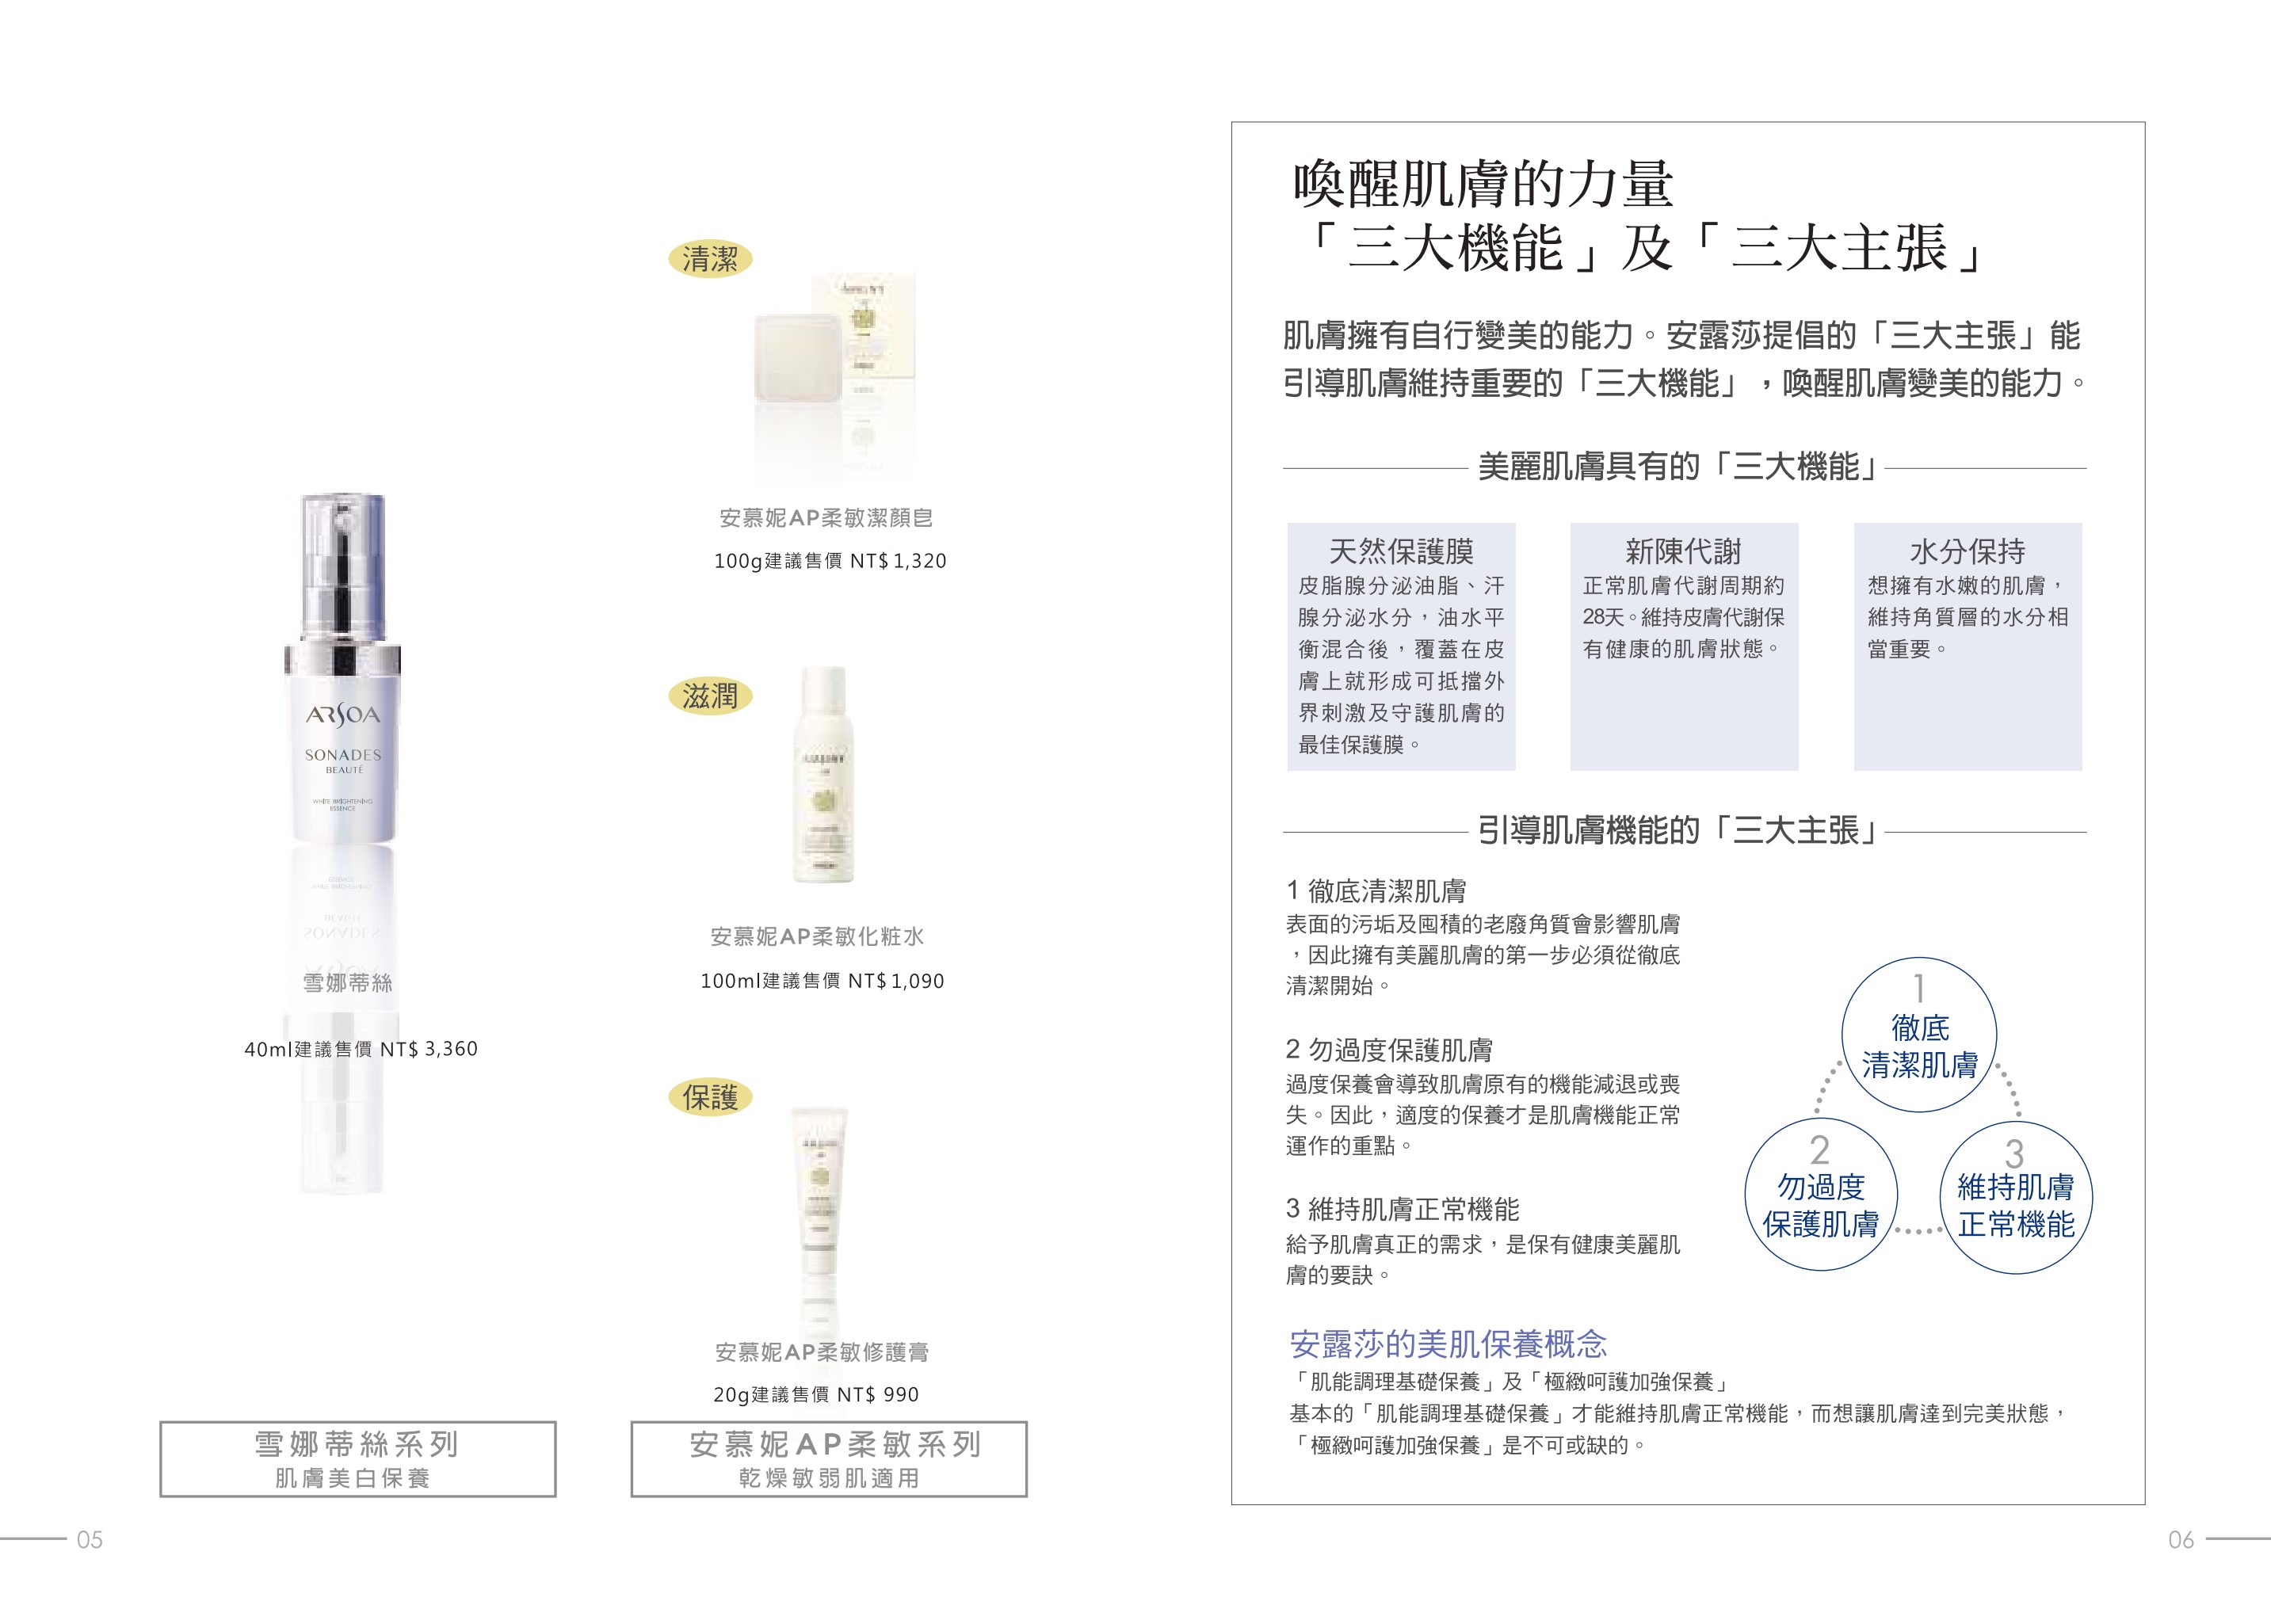 ARSOA
SONADES
BEAUTÉ
WHITE BRIGHTENING
ESSENCE
雪娜蒂絲
40ml建議售價 NT$ 3,360
雪娜蒂絲系列
肌膚美白保養
清潔
安慕妮AP柔敏潔顏皂
100g建議售價 NT$ 1,320
滋潤
安慕妮AP柔敏化粧水
100ml建議售價 NT$ 1,090
保護
安慕妮AP柔敏修護膏
20g建議售價 NT$ 990
安慕妮AP柔敏系列
乾燥敏弱肌適用
05
喚醒肌膚的力量
「三大機能」及「三大主張」
肌膚擁有自行變美的能力。安露莎提倡的「三大主張」能
引導肌膚維持重要的「三大機能」，喚醒肌膚變美的能力。
美麗肌膚具有的「三大機能」
天然保護膜
皮脂腺分泌油脂、汗
腺分泌水分，油水平
衡混合後，覆蓋在皮
膚上就形成可抵擋外
界刺激及守護肌膚的
最佳保護膜。
新陳代謝
正常肌膚代謝周期約
28天。維持皮膚代謝保
有健康的肌膚狀態。
水分保持
想擁有水嫩的肌膚，
維持角質層的水分相
當重要。
引導肌膚機能的「三大主張」
1 徹底清潔肌膚
表面的污垢及囤積的老廢角質會影響肌膚
，因此擁有美麗肌膚的第一步必須從徹底
清潔開始。
2 勿過度保護肌膚
過度保養會導致肌膚原有的機能減退或喪
失。因此，適度的保養才是肌膚機能正常
運作的重點。
3 維持肌膚正常機能
給予肌膚真正的需求，是保有健康美麗肌
膚的要訣。
1
徹底
清潔肌膚
2
勿過度
保護肌膚
3
維持肌膚
正常機能
安露莎的美肌保養概念
「肌能調理基礎保養」及「極緻呵護加強保養」
基本的「肌能調理基礎保養」才能維持肌膚正常機能，而想讓肌膚達到完美狀態，
「極緻呵護加強保養」是不可或缺的。
06